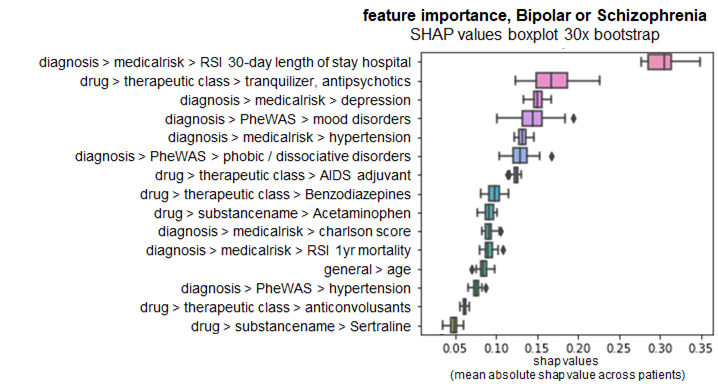 feature importance, Bipolar or Schizophrenia
SHAP values boxplot 30x bootstrap
diagnosis > medicalrisk > RSI 30-day length of stay hospital
drug > therapeutic class > tranquilizer, antipsychotics
diagnosis > medicalrisk > depression
diagnosis > PheWAS > mood disorders
diagnosis > medicalrisk > hypertension
diagnosis > PheWAS > phobic / dissociative disorders
drug > therapeutic class > AIDS adjuvant
drug > therapeutic class > Benzodiazepines
drug > substancename > Acetaminophen
diagnosis > medicalrisk > charlson score
diagnosis > medicalrisk > RSI 1yr mortality
general > age
diagnosis > PheWAS > hypertension
drug > therapeutic class > anticonvolusants
drug > substancename > Sertraline
0.05 0.10 0.15 0.20 0.25 0.30 0.35
shap values
(mean absolute shap value across patients)